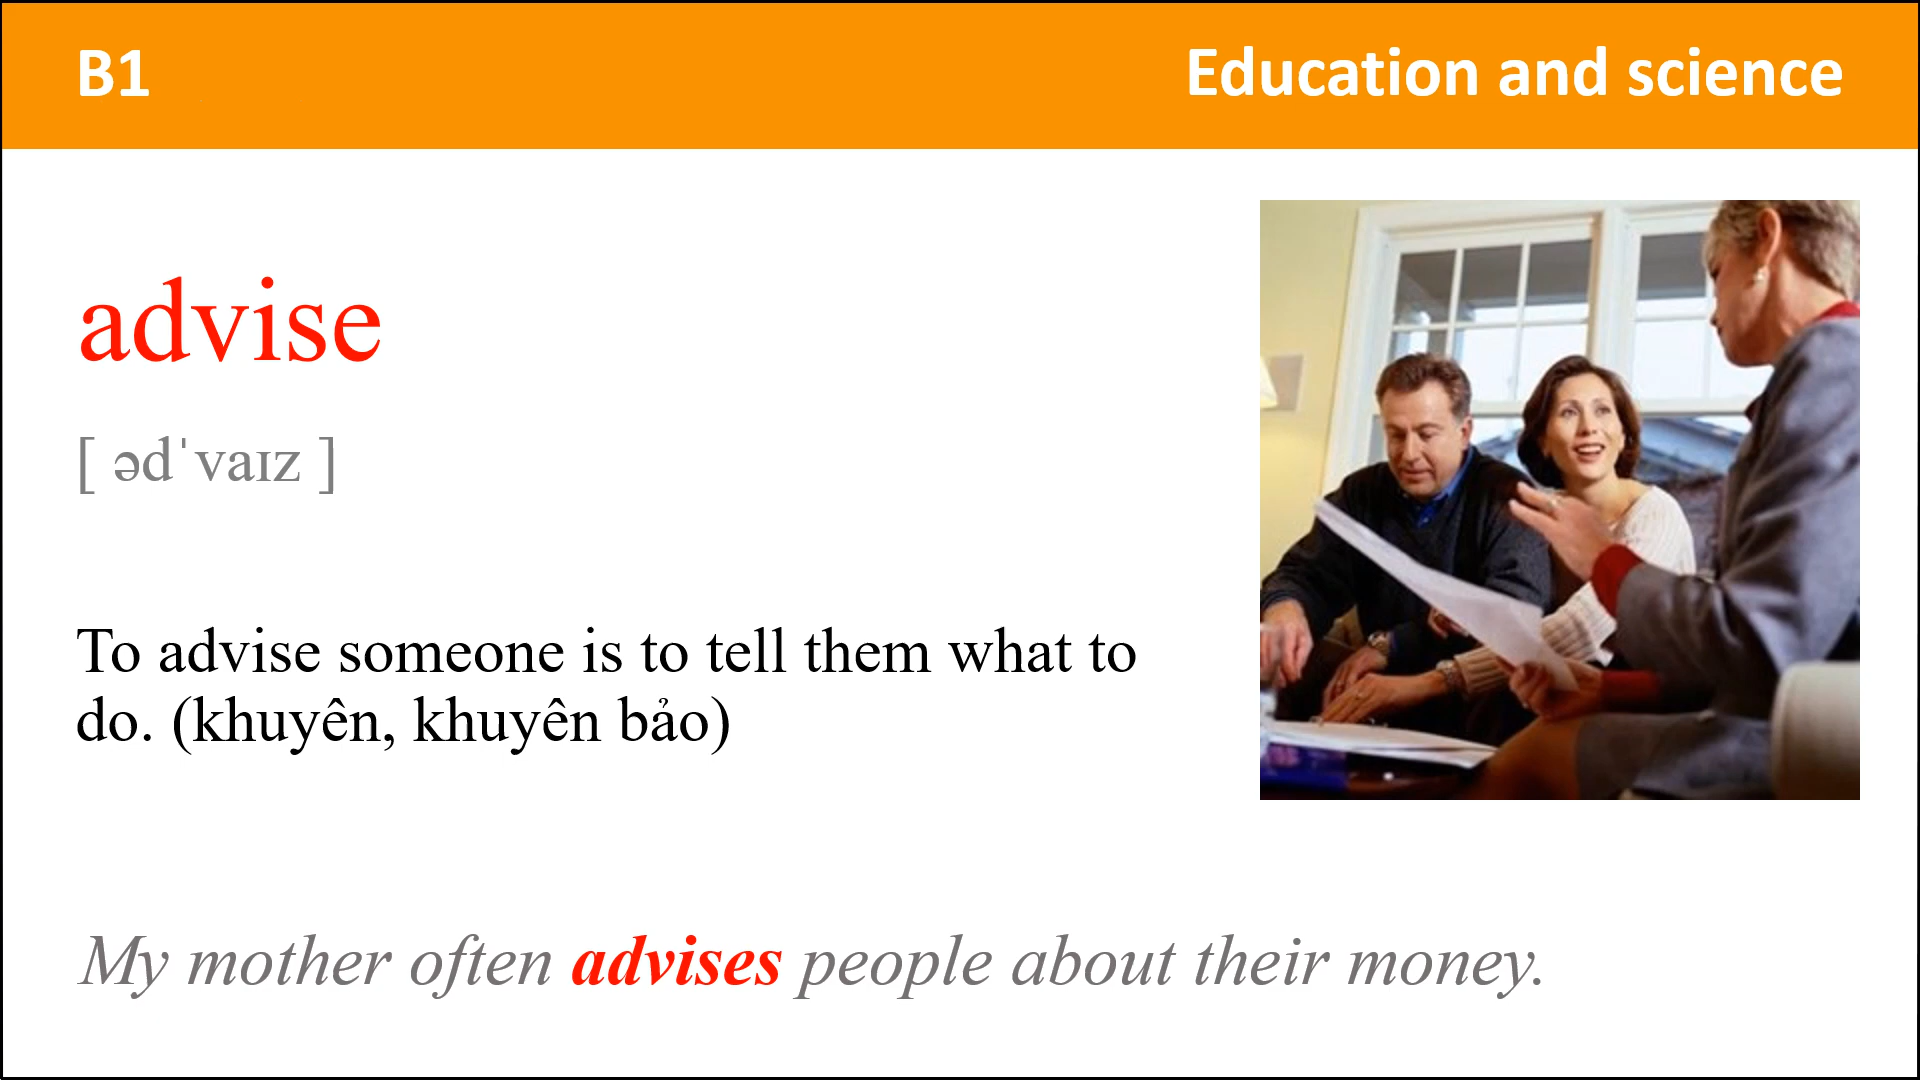 B1
Education and science
advise
[ ədˈvaɪz ]
To advise someone is to tell them what to
do. (khuyên, khuyên bảo)
My mother often advises people about their money.